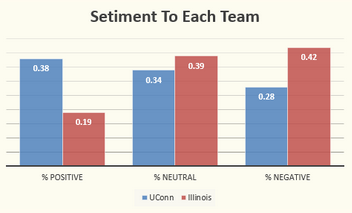 Setiment To Each Team
0.38
0.19
0.34
0.39
0.28
0.42
% POSITIVE
% NEUTRAL
% NEGATIVE
UConn
Illinois